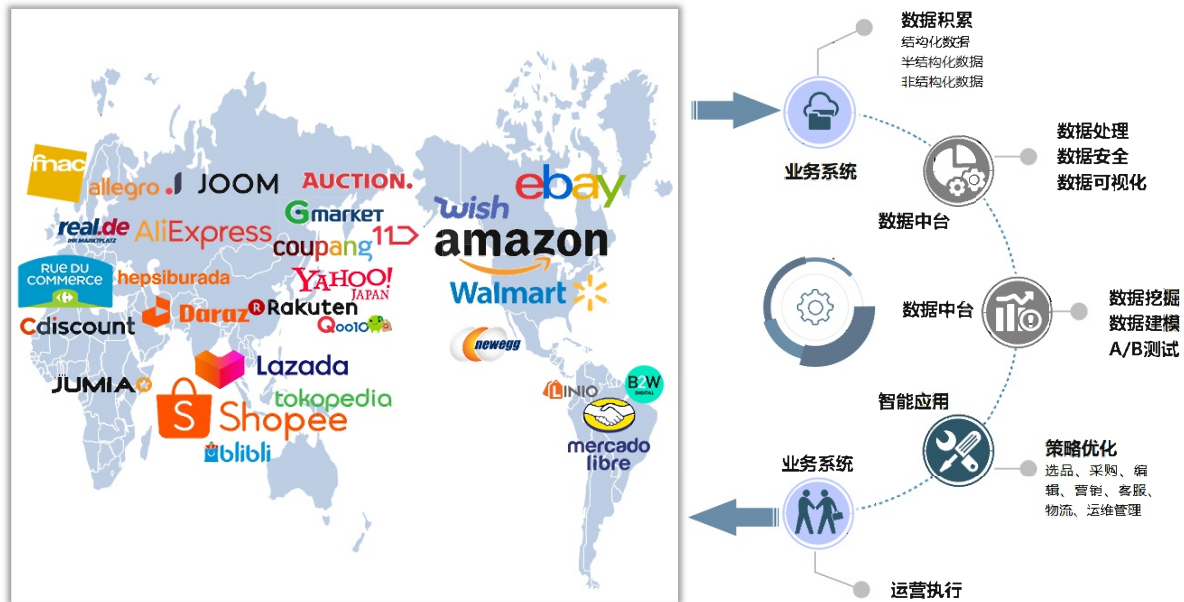 fnac
allegro
JOOM
AUCTION.
ebay
Gmarket
wish
real.de
IHR MARKTPLATZ
AliExpress
coupang
11
amazon
RUE DU
COMMERCE
hepsiburada
YAHOO!
JAPAN
Walmart
Cdiscount
Daraz
R Rakuten
Qoo10
newegg
Lazada
JUMIA
tokopedia
S Shopee
LINIO
B2W
DIGITAL
blibli
mercado
libre
数据积累
结构化数据
半结构化数据
非结构化数据
业务系统
数据处理
数据安全
数据可视化
数据中台
数据中台
数据挖掘
数据建模
A/B测试
智能应用
策略优化
选品、采购、编
辑、营销、客服、
物流、运维管理
业务系统
运营执行